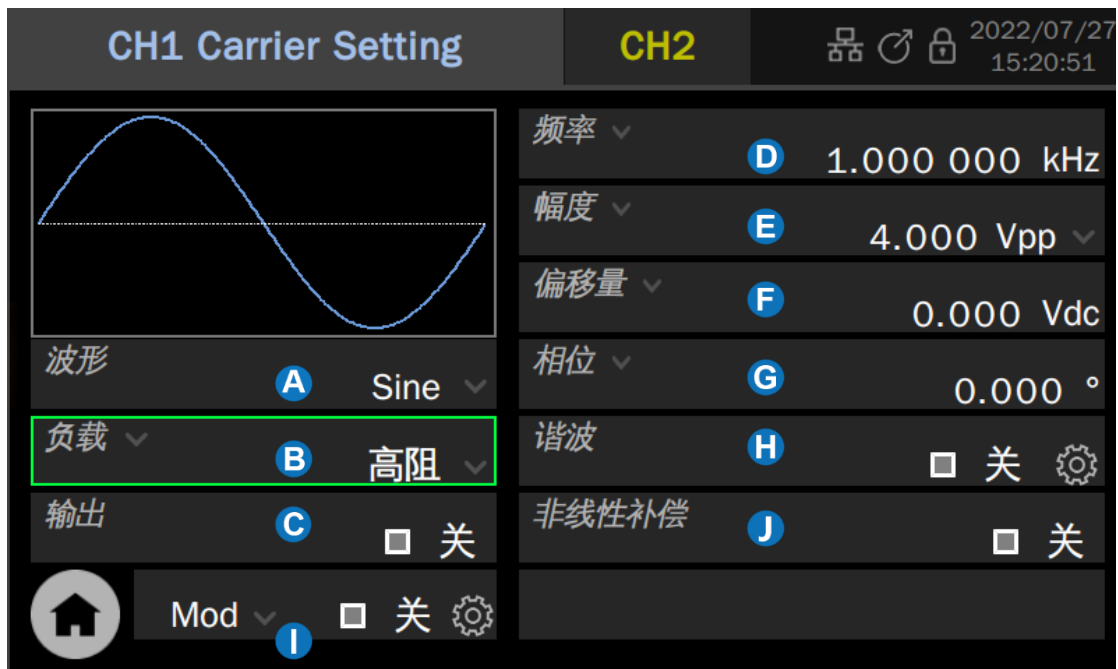 CH1 Carrier Setting
CH2
2022/07/27
15:20:51
波形
A
Sine
负载
B
高阻
输出
C
关
Mod
I
关
频率
D
1.000 000 kHz
幅度
E
4.000 Vpp
偏移量
F
0.000 Vdc
相位
G
0.000 °
谐波
H
关
非线性补偿
J
关